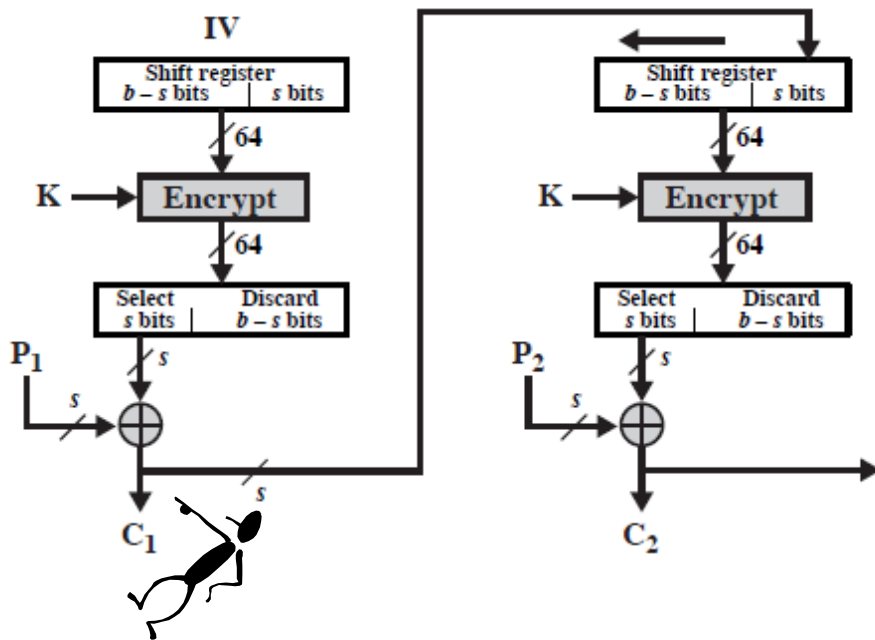 IV
Shift register
b – s bits s bits
64
K
Encrypt
64
Select Discard
s bits b – s bits
s
P1
s
s
C1
Shift register
b – s bits s bits
64
K
Encrypt
64
Select Discard
s bits b – s bits
s
P2
s
C2